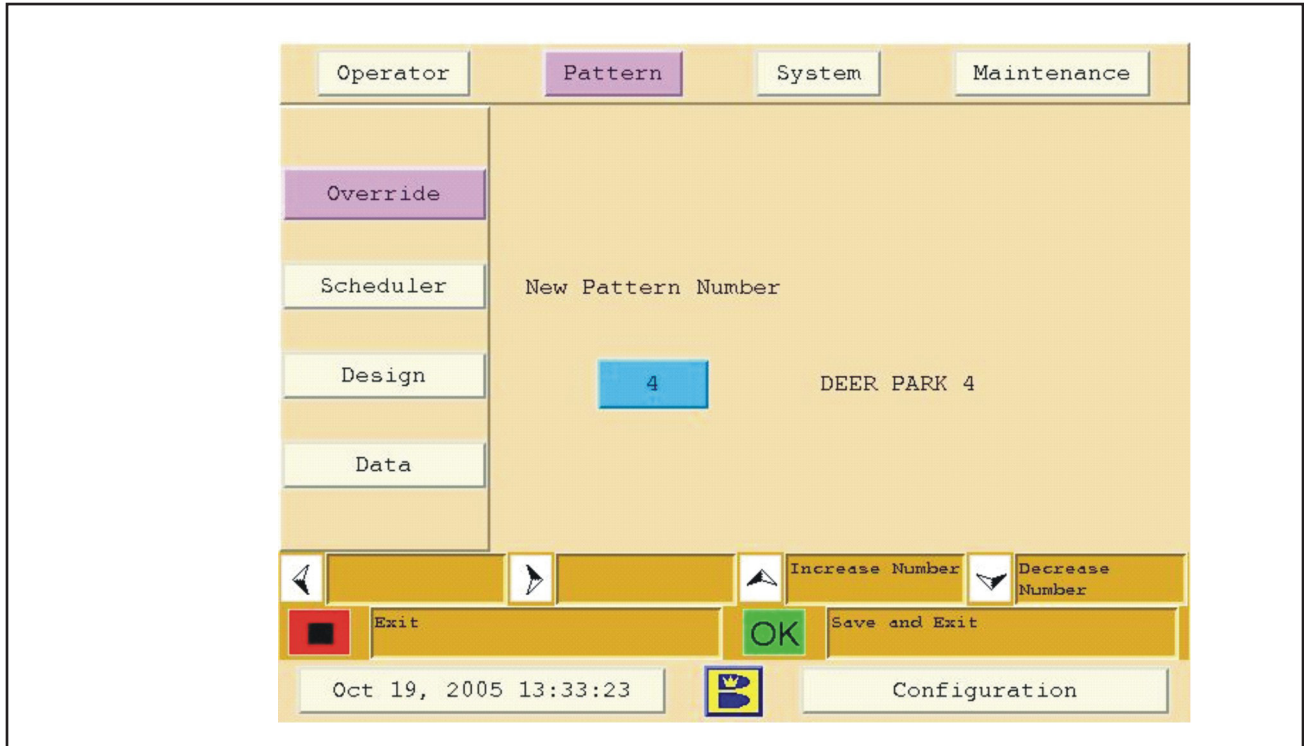 Operator Pattern System Maintenance
Override
Scheduler New Pattern Number
Design 4 DEER PARK 4
Data
Increase Number Decrease
Number
Exit OK Save and Exit
Oct 19, 2005 13:33:23 Configuration